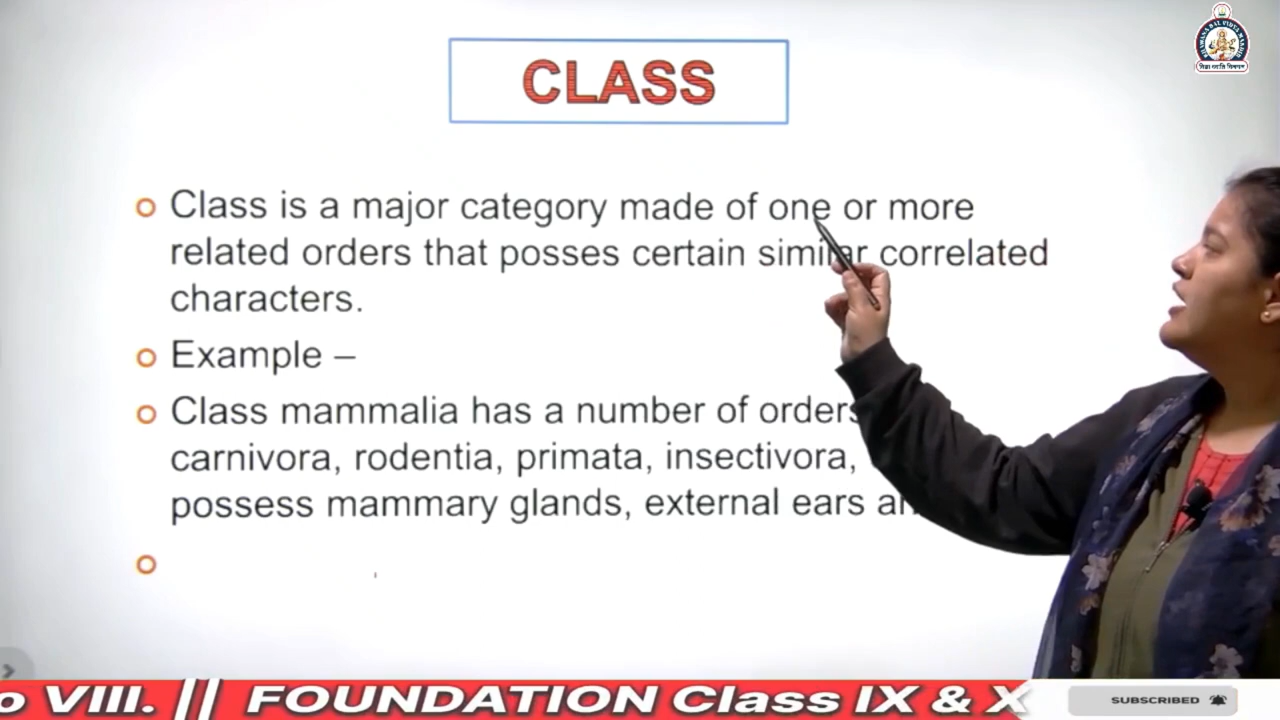 CLASS
Class is a major category made of one or more
related orders that posses certain similar correlated
characters.
Example –
Class mammalia has a number of orders
carnivora, rodentia, primata, insectivora,
possess mammary glands, external ears
o VIII. || FOUNDATION Class IX & X
SUBSCRIBED